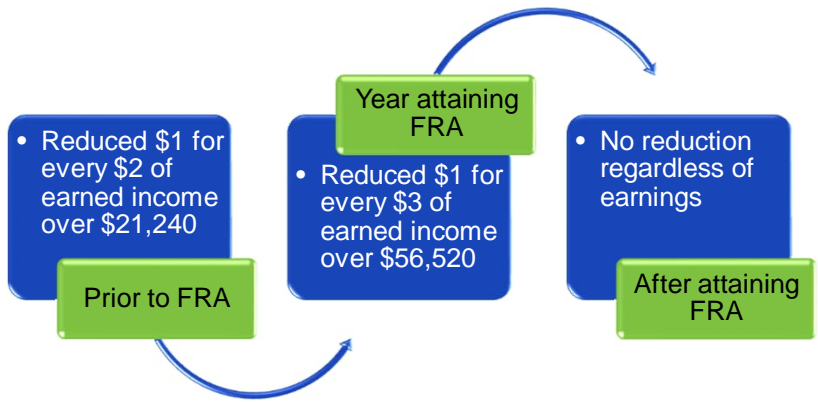 • Reduced $1 for
every $2 of
earned income
over $21,240
Prior to FRA
Year attaining
FRA
• Reduced $1 for
every $3 of
earned income
over $56,520
• No reduction
regardless of
earnings
After attaining
FRA